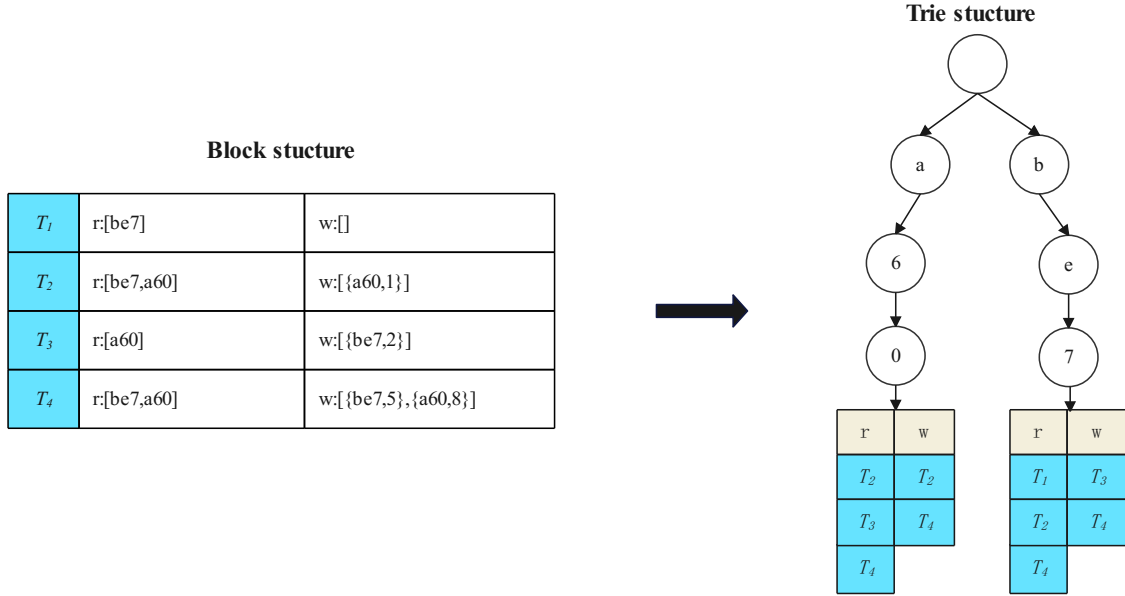 Trie stucture
Block stucture
T1 r:[be7] w:[]
T2 r:[be7,a60] w:[{a60,1}]
T3 r:[a60] w:[{be7,2}]
T4 r:[be7,a60] w:[{be7,5},{a60,8}]
a b
6 e
0 7
r w r w
T2 T2 T1 T3
T3 T4 T2 T4
T4 T4